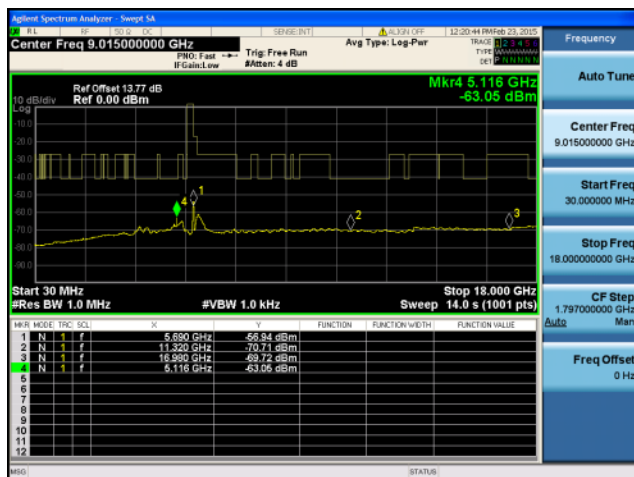 Agilent Spectrum Analyzer - Swept SA
RL RF 50 Ω DC SENSE:INT ALIGN OFF 12:20:44 PM Feb 23, 2015
Center Freq 9.015000000 GHz
PNO: Fast
IFGain:Low
Trig: Free Run
#Atten: 4 dB
Avg Type: Log-Pwr
TRACE 1 2 3 4 5 6
TYPE
DET P N N N N N
Frequency
Auto Tune
Center Freq
9.015000000 GHz
Start Freq
30.000000 MHz
Stop Freq
18.000000000 GHz
CF Step
1.797000000 GHz
Auto Man
Freq Offset
0 Hz
Mkr4 5.116 GHz
-63.05 dBm
Ref Offset 13.77 dB
10 dB/div Ref 0.00 dBm
Log
-10.0
-20.0
-30.0
-40.0
-50.0
-60.0
-70.0
-80.0
-90.0
4
1
2
3
Start 30 MHz Stop 18.000 GHz
#Res BW 1.0 MHz #VBW 1.0 kHz Sweep 14.0 s (1001 pts)
MKR MODE TRC SCL X Y FUNCTION FUNCTION WIDTH FUNCTION VALUE
1 N 1 f 5.690 GHz -56.94 dBm
2 N 1 f 11.320 GHz -70.71 dBm
3 N 1 f 16.980 GHz -69.72 dBm
4 N 1 f 5.116 GHz -63.05 dBm
5
6
7
8
9
10
11
12
MSG STATUS